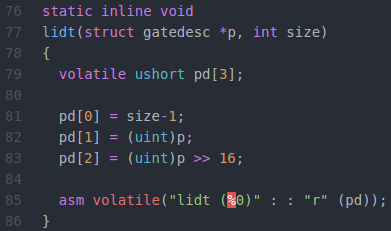 76 static inline void
77 lidt(struct gatedesc *p, int size)
78 {
79   volatile ushort pd[3];
80
81   pd[0] = size-1;
82   pd[1] = (uint)p;
83   pd[2] = (uint)p >> 16;
84
85   asm volatile("lidt (%0)" : : "r" (pd));
86 }